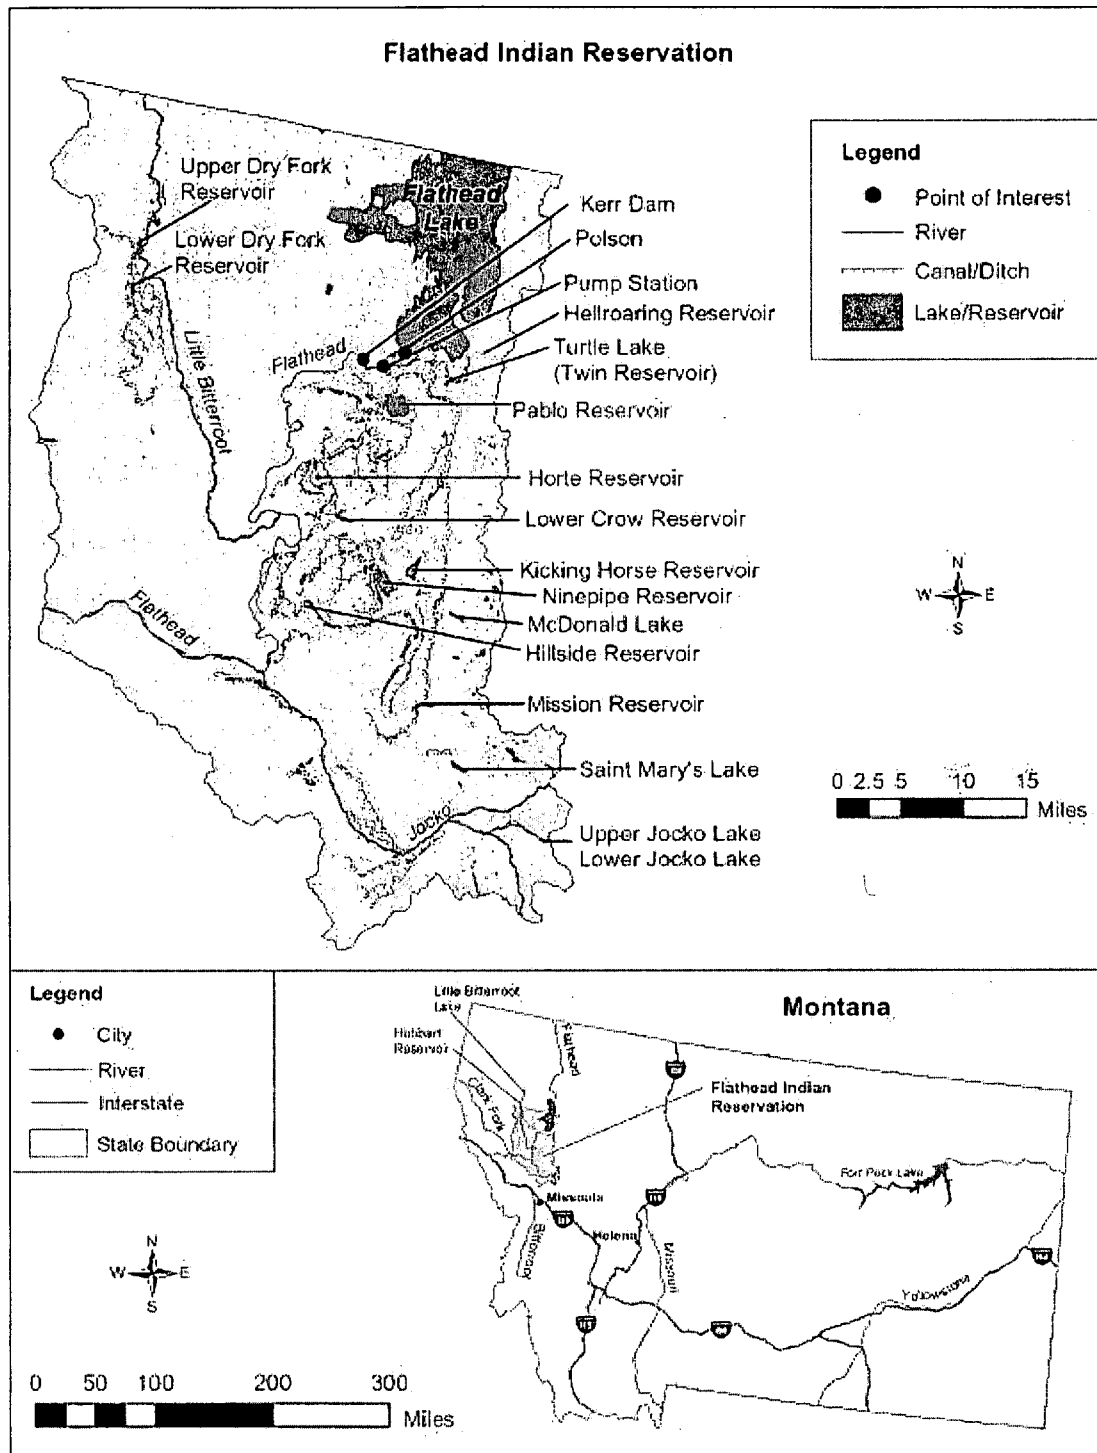 Flathead Indian Reservation
Legend
Point of Interest
River
Canal/Ditch
Lake/Reservoir
Upper Dry Fork
Reservoir
Lower Dry Fork
Reservoir
Flathead
Lake
Kerr Dam
Polson
Pump Station
Hellroaring Reservoir
Turtle Lake
(Twin Reservoir)
Pablo Reservoir
Flathead
Little Bitterroot
Horte Reservoir
Lower Crow Reservoir
Kicking Horse Reservoir
Ninepipe Reservoir
McDonald Lake
Hillside Reservoir
Mission Reservoir
Flathead
Saint Mary's Lake
Jocko
Upper Jocko Lake
Lower Jocko Lake
N
W E
S
0 2.5 5 10 15
Miles
Legend
City
River
Interstate
State Boundary
N
W E
S
0 50 100 200 300
Miles
Montana
Little Bitterroot
Lake
Hubbart
Reservoir
Flathead
Clark Fork
Flathead Indian
Reservation
Fort Peck Lake
Missoula
Helena
Bitterroot
Missouri
Yellowstone